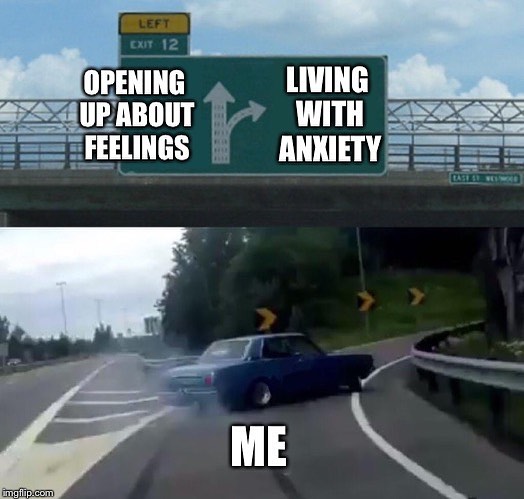 LEFT
EXIT 12
OPENING
UP ABOUT
FEELINGS
LIVING
WITH
ANXIETY
ME
imgflip.com